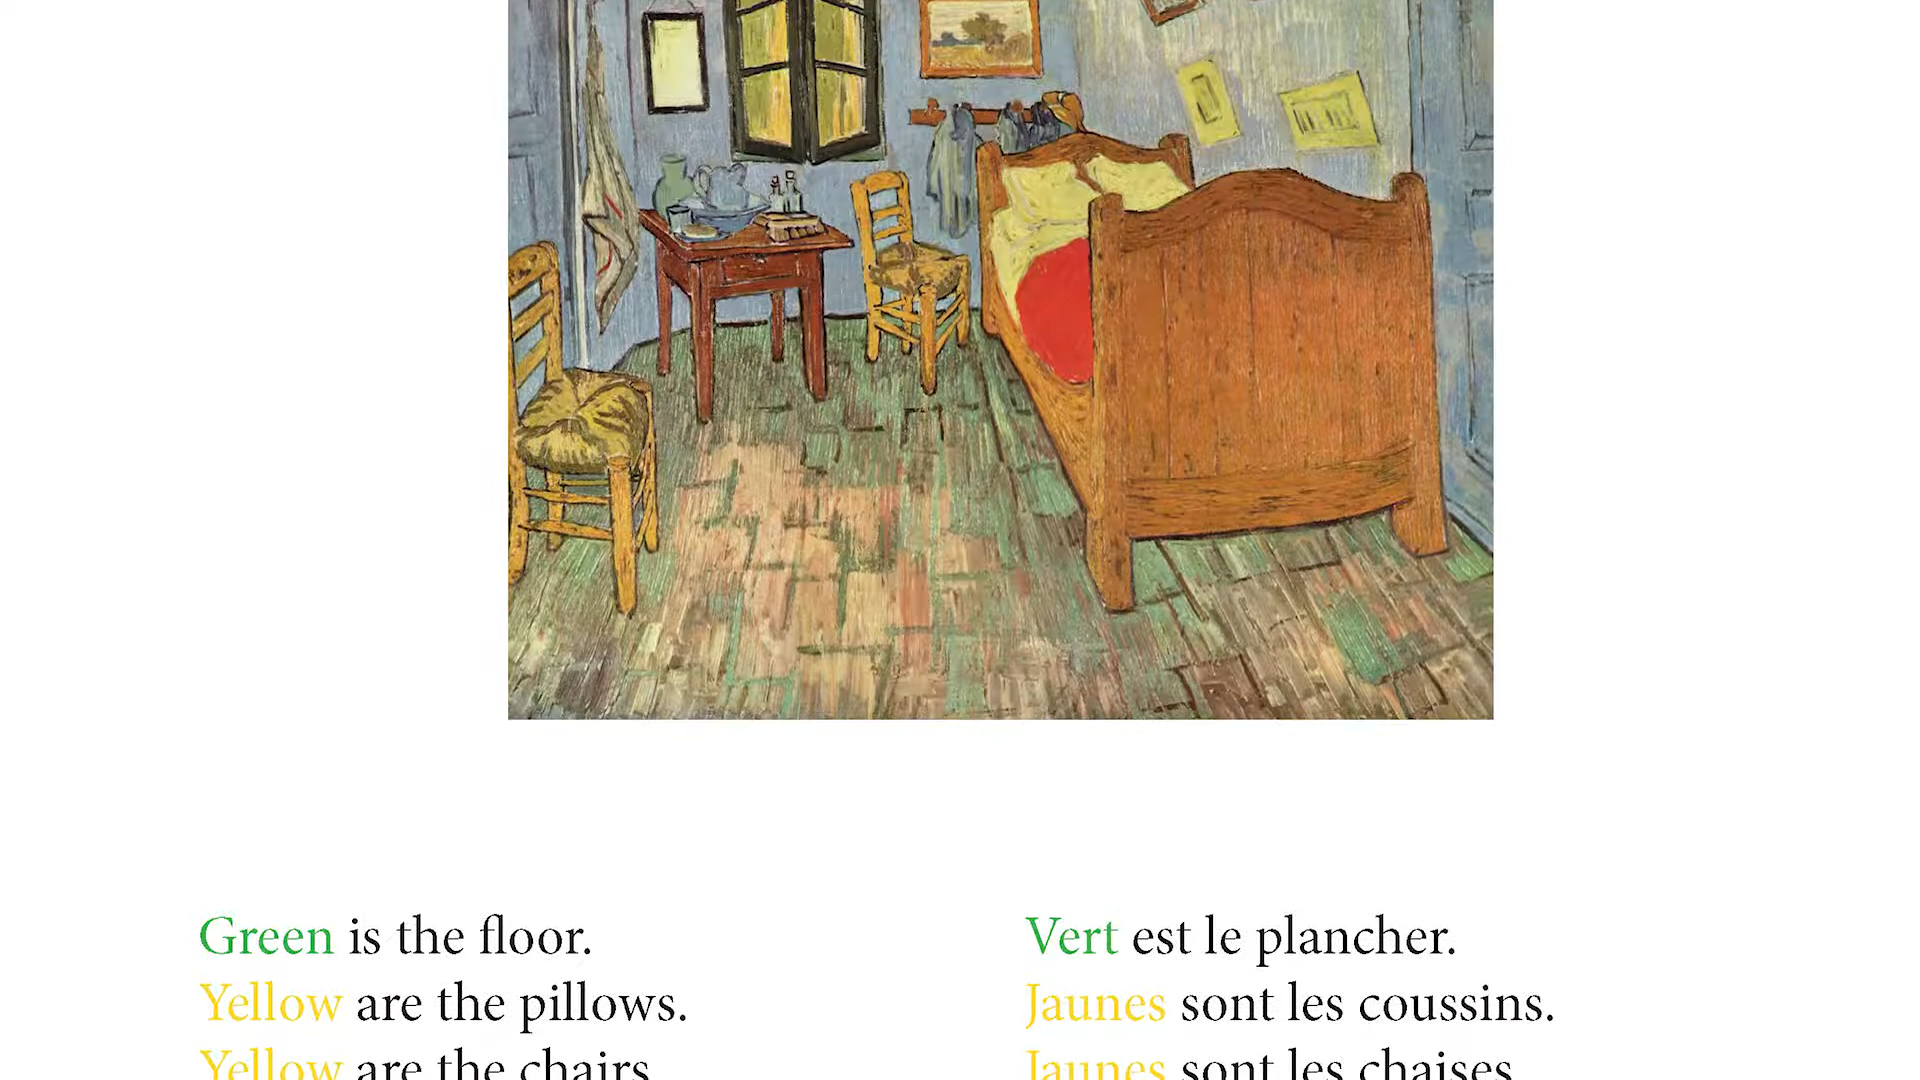 Green is the floor.
Yellow are the pillows.
Yellow are the chairs
Vert est le plancher.
Jaunes sont les coussins.
Jaunes sont les chaises